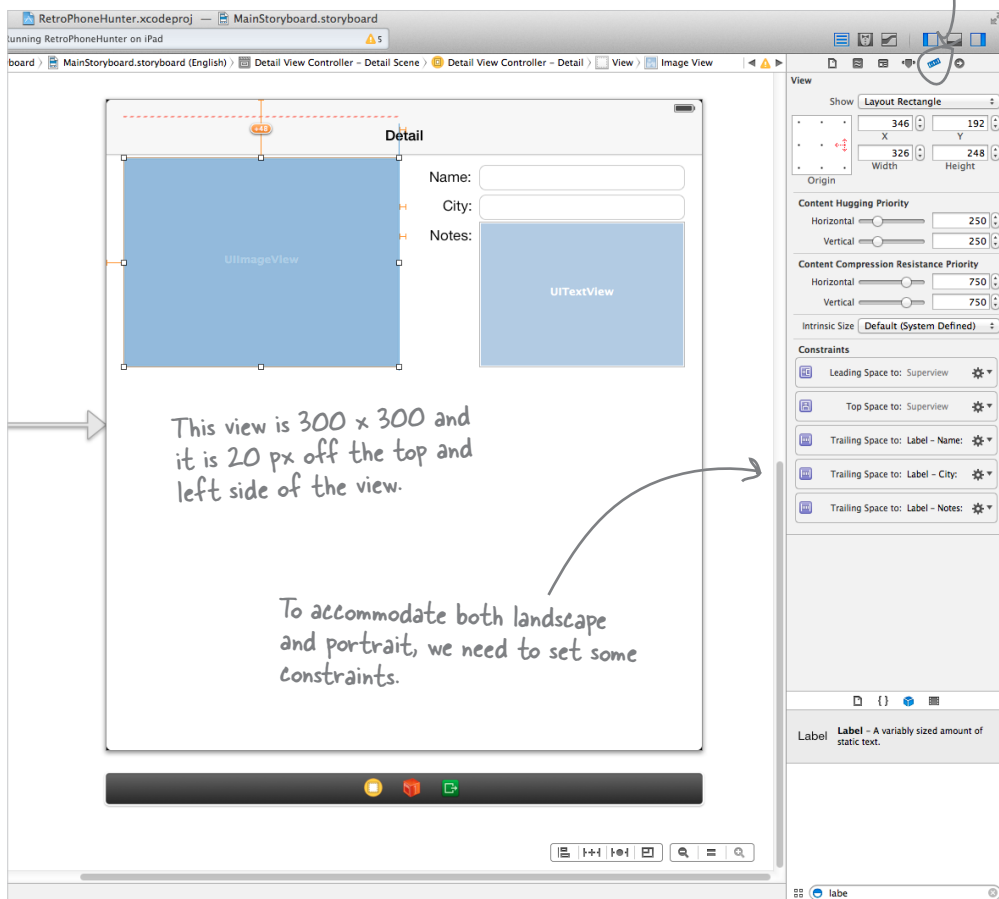 RetroPhoneHunter.xcodeproj — MainStoryboard.storyboard
Running RetroPhoneHunter on iPad 5
board 〉 MainStoryboard.storyboard (English) 〉 Detail View Controller – Detail Scene 〉 Detail View Controller – Detail 〉 View 〉 Image View
View
Show Layout Rectangle
346 192
X Y
326 248
Width Height
Origin
Content Hugging Priority
Horizontal 250
Vertical 250
Content Compression Resistance Priority
Horizontal 750
Vertical 750
Intrinsic Size Default (System Defined)
Constraints
Leading Space to: Superview
Top Space to: Superview
Trailing Space to: Label – Name:
Trailing Space to: Label – City:
Trailing Space to: Label – Notes:
Detail
Name:
City:
Notes:
UIImageView
UITextView
This view is 300 x 300 and
it is 20 px off the top and
left side of the view.
To accommodate both landscape
and portrait, we need to set some
constraints.
{ }
Label Label – A variably sized amount of
static text.
labe